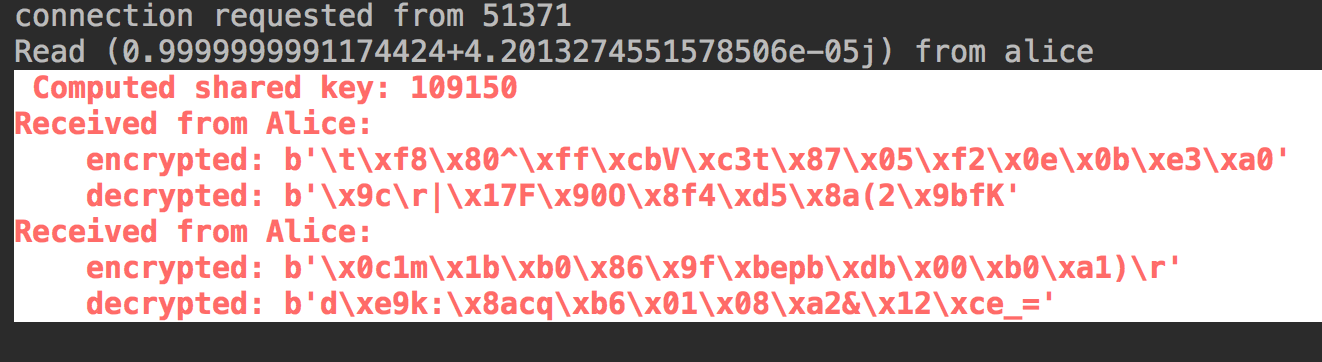 connection requested from 51371
Read (0.9999999991174424+4.2013274551578506e-05j) from alice
 Computed shared key: 109150
Received from Alice:
    encrypted: b'\t\xf8\x80^\xff\xcbV\xc3t\x87\x05\xf2\x0e\x0b\xe3\xa0'
    decrypted: b'\x9c\r|\x17F\x90O\x8f4\xd5\x8a(2\x9bfK'
Received from Alice:
    encrypted: b'\x0c1m\x1b\xb0\x86\x9f\xbepb\xdb\x00\xb0\xa1)\r'
    decrypted: b'd\xe9k:\x8acq\xb6\x01\x08\xa2&\x12\xce_='